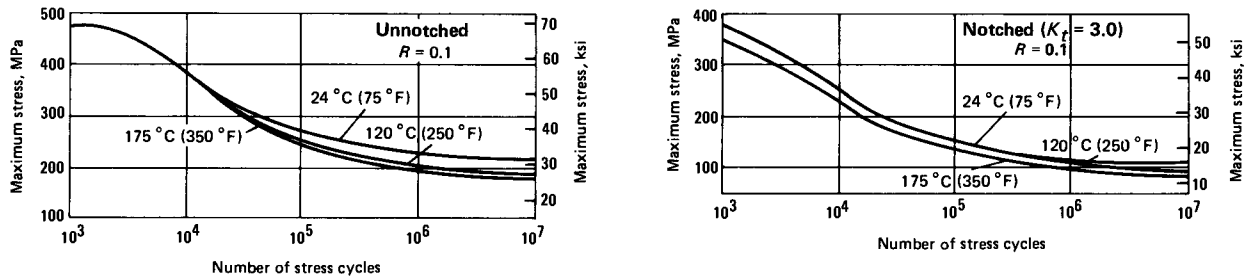 Unnotched
R = 0.1
Maximum stress, MPa
500
400
300
200
100
70
60
50
40
30
20
Maximum stress, ksi
24 °C (75 °F)
120 °C (250 °F)
175 °C (350 °F)
10³ 10⁴ 10⁵ 10⁶ 10⁷
Number of stress cycles
Notched (Kₜ = 3.0)
R = 0.1
Maximum stress, MPa
400
300
200
100
50
40
30
20
10
Maximum stress, ksi
24 °C (75 °F)
120 °C (250 °F)
175 °C (350 °F)
10³ 10⁴ 10⁵ 10⁶ 10⁷
Number of stress cycles